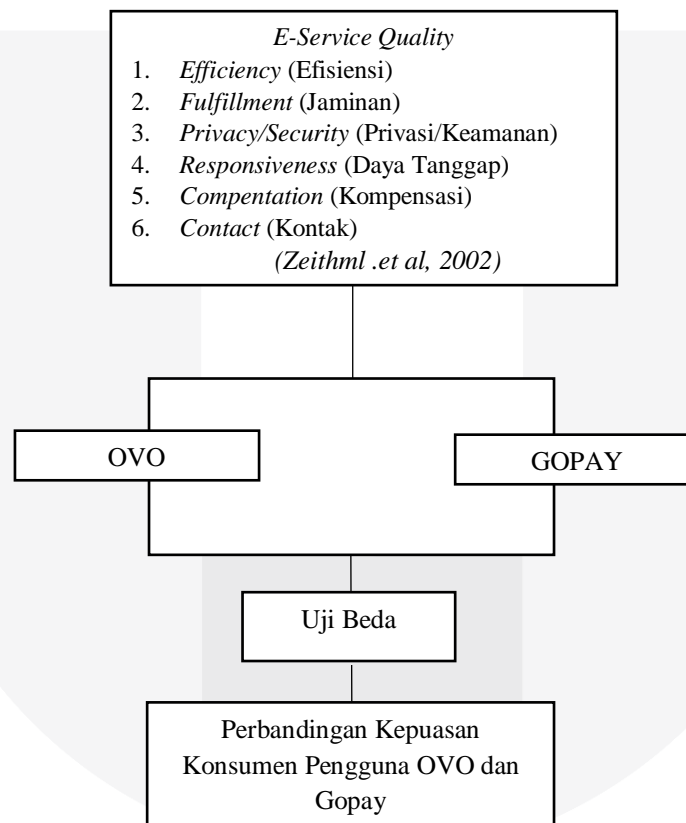 E-Service Quality
1. Efficiency (Efisiensi)
2. Fulfillment (Jaminan)
3. Privacy/Security (Privasi/Keamanan)
4. Responsiveness (Daya Tanggap)
5. Compentation (Kompensasi)
6. Contact (Kontak)
(Zeithml .et al, 2002)
OVO
GOPAY
Uji Beda
Perbandingan Kepuasan
Konsumen Pengguna OVO dan
Gopay